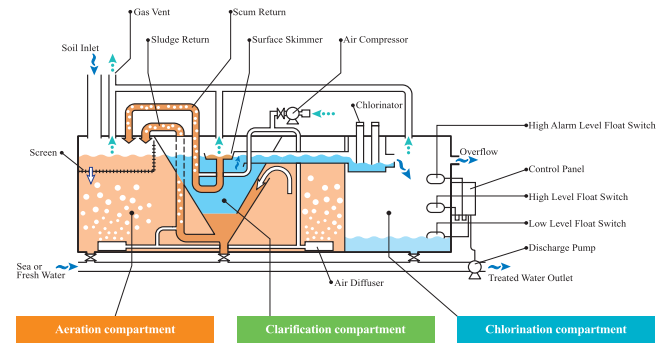 Gas Vent
Scum Return
Soil Inlet
Sludge Return
Surface Skimmer
Air Compressor
Chlorinator
High Alarm Level Float Switch
Screen
Overflow
Control Panel
High Level Float Switch
Low Level Float Switch
Discharge Pump
Sea or
Fresh Water
Treated Water Outlet
Air Diffuser
Aeration compartment
Clarification compartment
Chlorination compartment